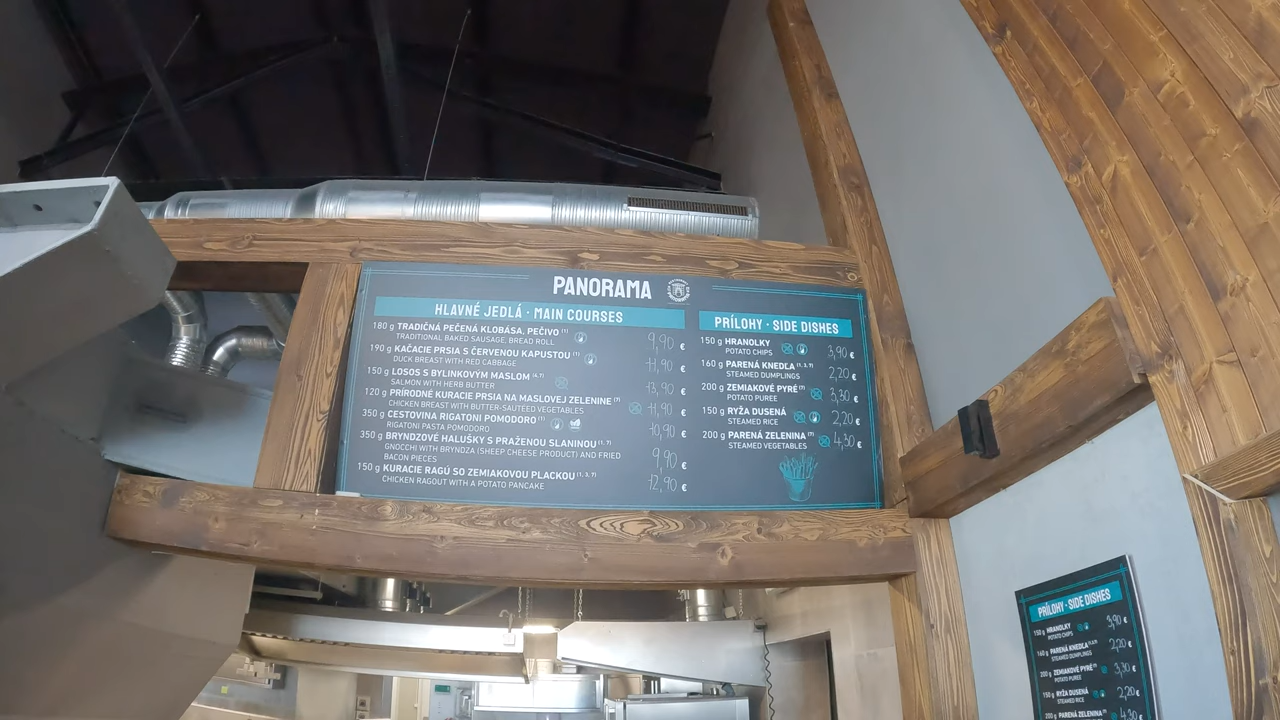 PANORAMA
HLAVNÉ JEDLÁ · MAIN COURSES
180 g TRADIČNÁ PEČENÁ KLOBÁSA, PEČIVO (1) 9,90 €
TRADITIONAL BAKED SAUSAGE, BREAD ROLL
190 g KAČACIE PRSIA S ČERVENOU KAPUSTOU (1) 11,90 €
DUCK BREAST WITH RED CABBAGE
150 g LOSOS S BYLINKOVÝM MASLOM (4,7) 13,90 €
SALMON WITH HERB BUTTER
120 g PRÍRODNÉ KURACIE PRSIA NA MASLOVEJ ZELENINE (7) 11,90 €
CHICKEN BREAST WITH BUTTER-SAUTEED VEGETABLES
350 g CESTOVINA RIGATONI POMODORO (1) 10,90 €
RIGATONI PASTA POMODORO
350 g BRYNDZOVÉ HALUŠKY S PRAŽENOU SLANINOU (1, 7) 9,90 €
GNOCCHI WITH BRYNDZA (SHEEP CHEESE PRODUCT) AND FRIED
BACON PIECES
150 g KURACIE RAGÚ SO ZEMIAKOVOU PLACKOU (1, 3, 7) 12,90 €
CHICKEN RAGOUT WITH A POTATO PANCAKE
PRÍLOHY · SIDE DISHES
150 g HRANOLKY 3,90 €
POTATO CHIPS
160 g PARENÁ KNEDĽA (1, 3, 7) 2,20 €
STEAMED DUMPLINGS
200 g ZEMIAKOVÉ PYRÉ (7) 3,30 €
POTATO PUREE
150 g RYŽA DUSENÁ 2,20 €
STEAMED RICE
200 g PARENÁ ZELENINA (7) 4,30 €
STEAMED VEGETABLES
PRÍLOHY · SIDE DISHES
150 g HRANOLKY 3,90 €
POTATO CHIPS
160 g PARENÁ KNEDĽA (1,3,7) 2,20 €
STEAMED DUMPLINGS
200 g ZEMIAKOVÉ PYRÉ (7) 3,30 €
POTATO PUREE
150 g RYŽA DUSENÁ 2,20 €
STEAMED RICE
200 g PARENÁ ZELENINA (7) 4,30 €